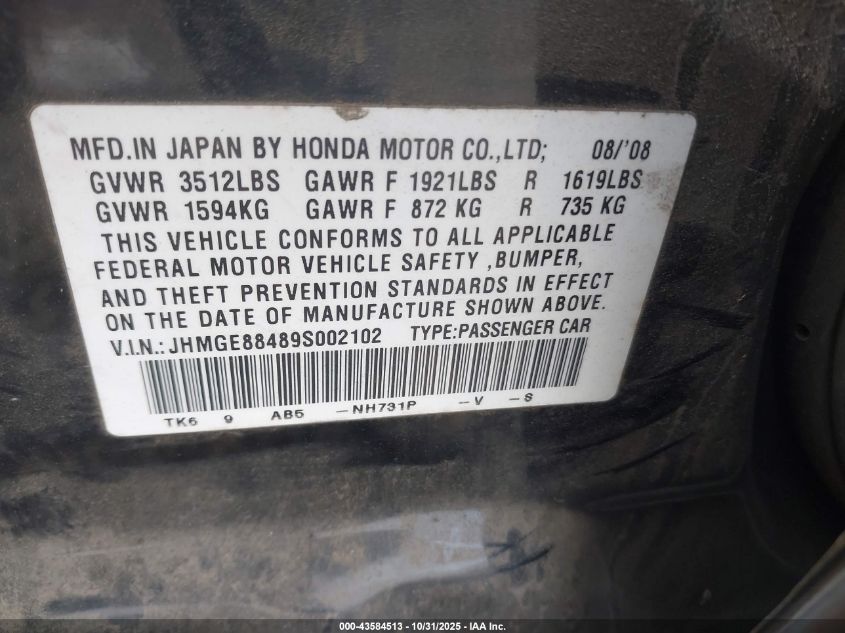 MFD.IN JAPAN BY HONDA MOTOR CO.,LTD; 08/'08
GVWR 3512LBS GAWR F 1921LBS R 1619LBS
GVWR 1594KG GAWR F 872 KG R 735 KG
THIS VEHICLE CONFORMS TO ALL APPLICABLE
FEDERAL MOTOR VEHICLE SAFETY ,BUMPER,
AND THEFT PREVENTION STANDARDS IN EFFECT
ON THE DATE OF MANUFACTURE SHOWN ABOVE.
V.I.N.: JHMGE88489S002102 TYPE:PASSENGER CAR
TK6 9 AB5 -NH731P -V -S
000-43584513 - 10/31/2025 - IAA Inc.